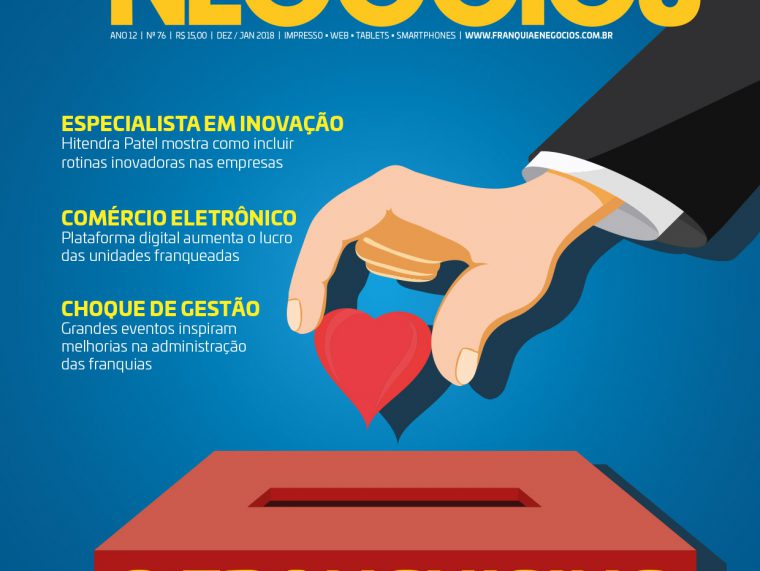 NEGÓCIOS
ANO 12 | Nº 76 | R$ 15,00 | DEZ / JAN 2018 | IMPRESSO • WEB • TABLETS • SMARTPHONES | WWW.FRANQUIAENEGOCIOS.COM.BR
ESPECIALISTA EM INOVAÇÃO
Hitendra Patel mostra como incluir
rotinas inovadoras nas empresas
COMÉRCIO ELETRÔNICO
Plataforma digital aumenta o lucro
das unidades franqueadas
CHOQUE DE GESTÃO
Grandes eventos inspiram
melhorias na administração
das franquias
O FRANCHISING